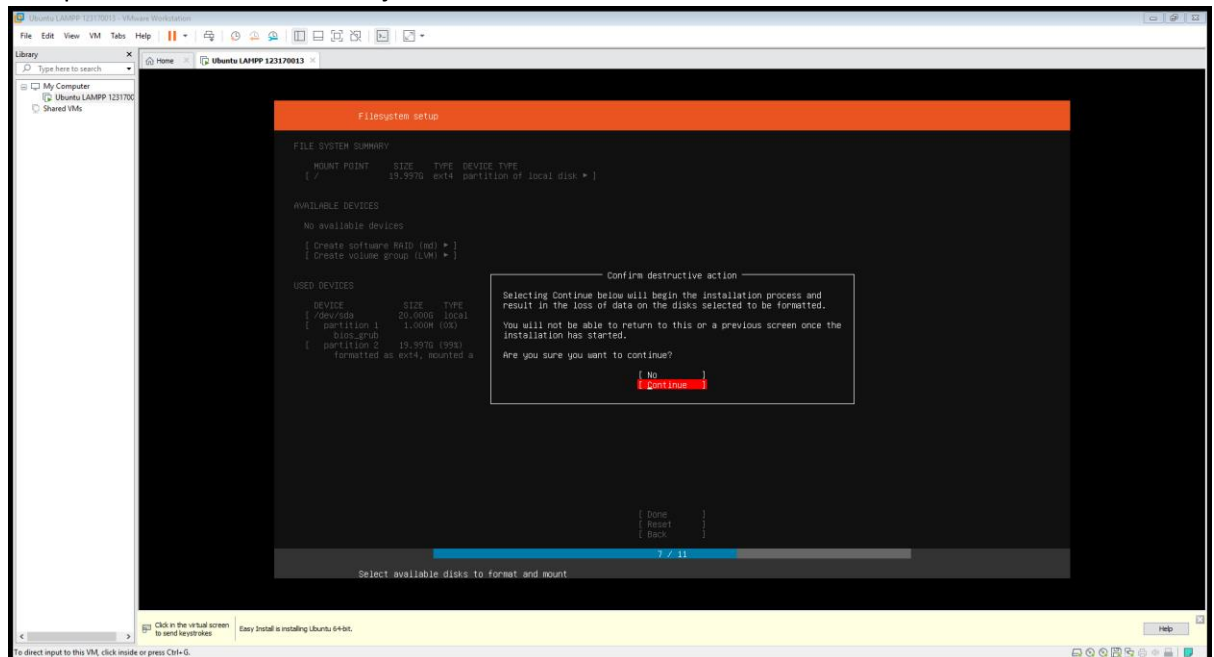 Ubuntu LAMPP 123170013 - VMware Workstation
File Edit View VM Tabs Help
Library
Type here to search
My Computer
Ubuntu LAMPP 1231700
Shared VMs
Home
Ubuntu LAMPP 123170013
Filesystem setup
FILE SYSTEM SUMMARY
MOUNT POINT SIZE TYPE DEVICE TYPE
[ / 19.997G ext4 partition of local disk ► ]
AVAILABLE DEVICES
No available devices
[ Create software RAID (md) ► ]
[ Create volume group (LVM) ► ]
USED DEVICES
DEVICE SIZE TYPE
[ /dev/sda 20.000G local
[ partition 1 1.000M (0%)
bios_grub
[ partition 2 19.997G (99%)
formatted as ext4, mounted a
Confirm destructive action
Selecting Continue below will begin the installation process and
result in the loss of data on the disks selected to be formatted.
You will not be able to return to this or a previous screen once the
installation has started.
Are you sure you want to continue?
[ No ]
[ Continue ]
[ Done ]
[ Reset ]
[ Back ]
7 / 11
Select available disks to format and mount
Click in the virtual screen
to send keystrokes
Easy Install is installing Ubuntu 64-bit.
Help
To direct input to this VM, click inside or press Ctrl+G.